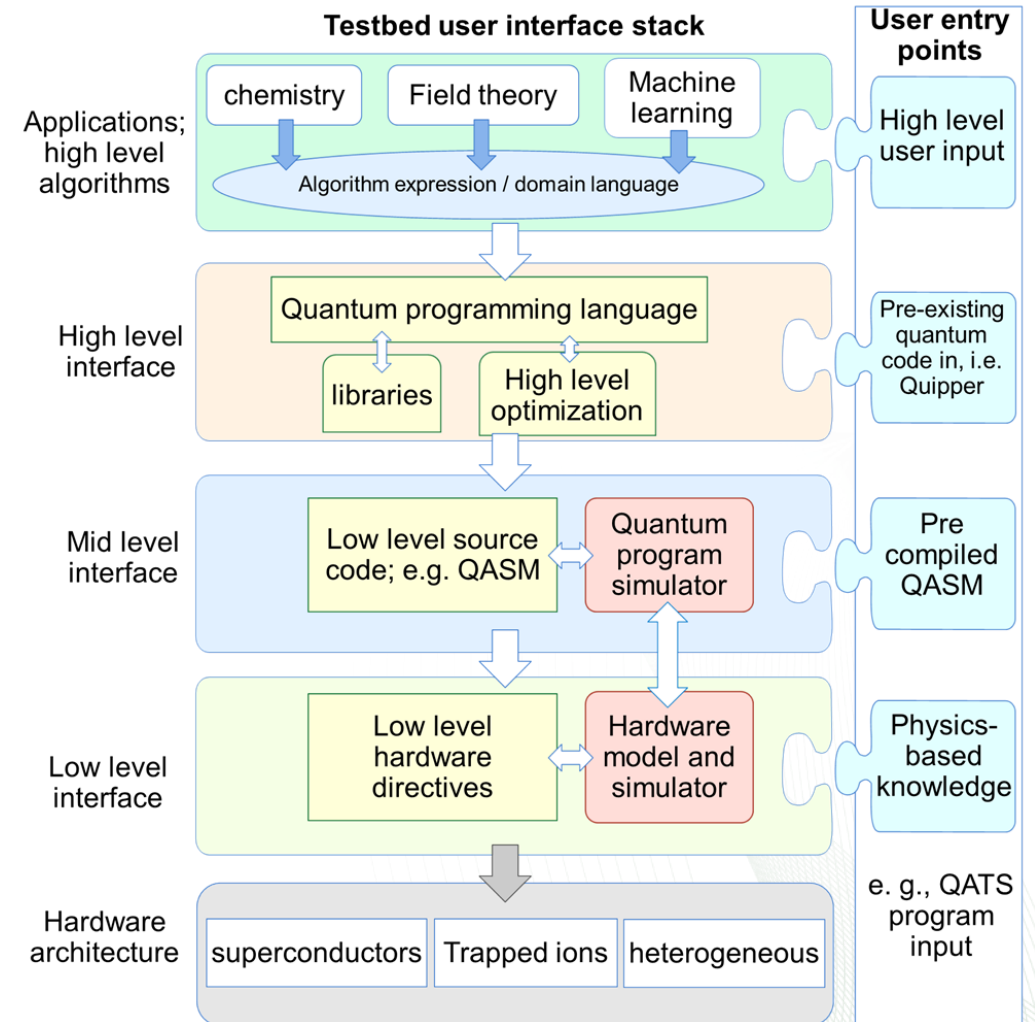 Testbed user interface stack
User entry
points
Applications;
high level
algorithms
chemistry
Field theory
Machine
learning
Algorithm expression / domain language
High level
user input
High level
interface
Quantum programming language
libraries
High level
optimization
Pre-existing
quantum
code in, i.e.
Quipper
Mid level
interface
Low level source
code; e.g. QASM
Quantum
program
simulator
Pre
compiled
QASM
Low level
interface
Low level
hardware
directives
Hardware
model and
simulator
Physics-
based
knowledge
Hardware
architecture
superconductors
Trapped ions
heterogeneous
e. g., QATS
program
input